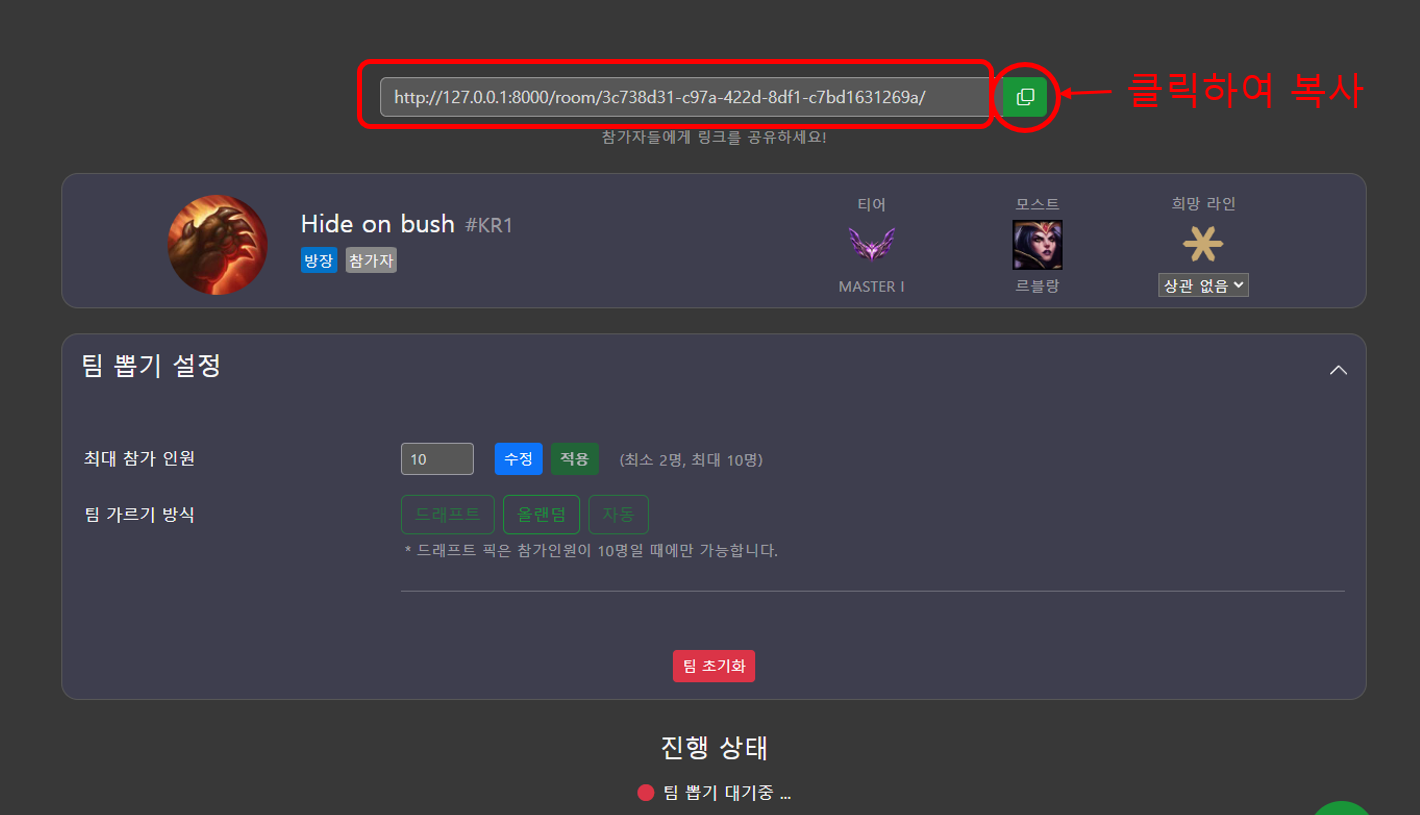 http://127.0.0.1:8000/room/3c738d31-c97a-422d-8df1-c7bd1631269a/
클릭하여 복사
참가자들에게 링크를 공유하세요!
Hide on bush #KR1
방장 참가자
티어
MASTER I
모스트
르블랑
희망 라인
상관 없음
팀 뽑기 설정
최대 참가 인원 10 수정 적용 (최소 2명, 최대 10명)
팀 가르기 방식 드래프트 올랜덤 자동
* 드래프트 픽은 참가인원이 10명일 때에만 가능합니다.
팀 초기화
진행 상태
팀 뽑기 대기중 ...